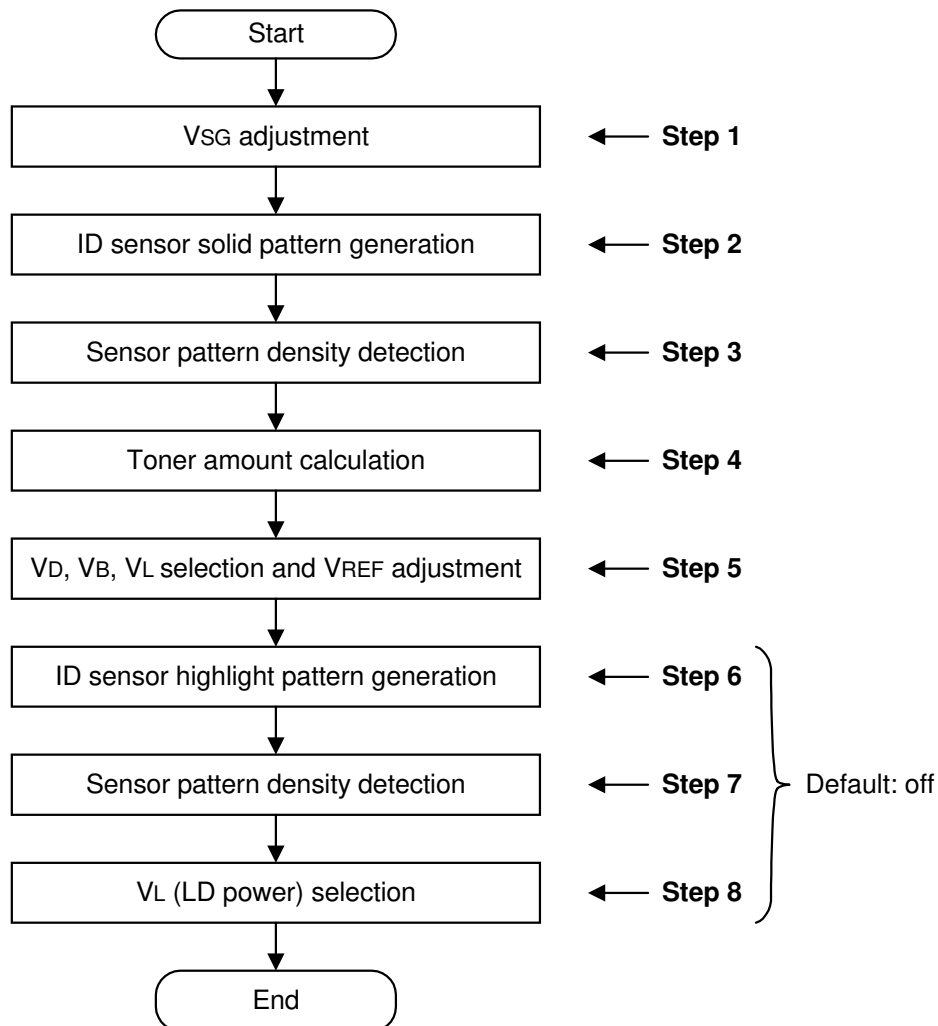 Start
VSG adjustment
Step 1
ID sensor solid pattern generation
Step 2
Sensor pattern density detection
Step 3
Toner amount calculation
Step 4
VD, VB, VL selection and VREF adjustment
Step 5
ID sensor highlight pattern generation
Step 6
Sensor pattern density detection
Step 7
Default: off
VL (LD power) selection
Step 8
End